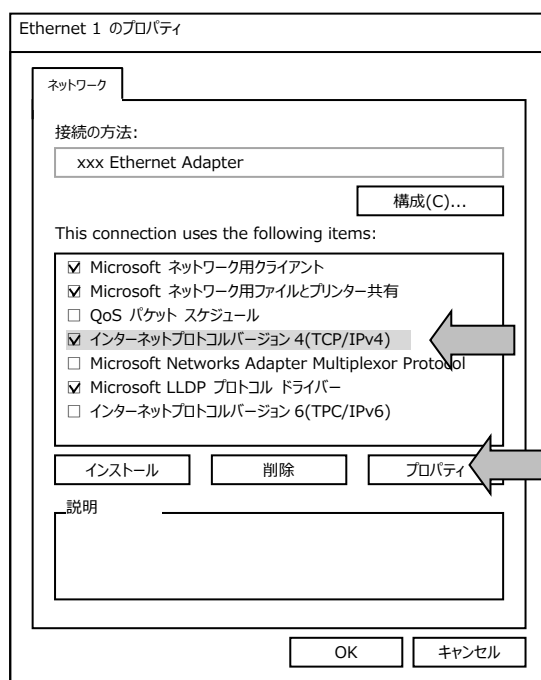 Ethernet 1 のプロパティ
ネットワーク
接続の方法:
xxx Ethernet Adapter
構成(C)...
This connection uses the following items:
Microsoft ネットワーク用クライアント
Microsoft ネットワーク用ファイルとプリンター共有
QoS パケット スケジュール
インターネットプロトコルバージョン 4(TCP/IPv4)
Microsoft Networks Adapter Multiplexor Protocol
Microsoft LLDP プロトコル ドライバー
インターネットプロトコルバージョン 6(TPC/IPv6)
インストール 削除 プロパティ
説明
OK キャンセル